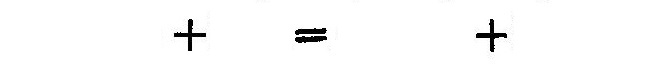 + = +